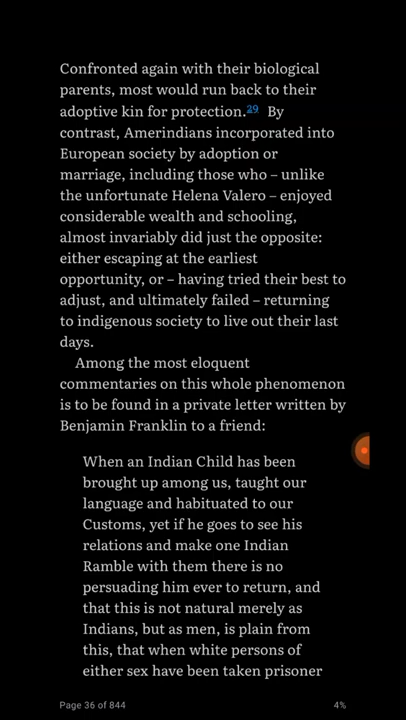 Confronted again with their biological
parents, most would run back to their
adoptive kin for protection.29 By
contrast, Amerindians incorporated into
European society by adoption or
marriage, including those who – unlike
the unfortunate Helena Valero – enjoyed
considerable wealth and schooling,
almost invariably did just the opposite:
either escaping at the earliest
opportunity, or – having tried their best to
adjust, and ultimately failed – returning
to indigenous society to live out their last
days.
Among the most eloquent
commentaries on this whole phenomenon
is to be found in a private letter written by
Benjamin Franklin to a friend:
When an Indian Child has been
brought up among us, taught our
language and habituated to our
Customs, yet if he goes to see his
relations and make one Indian
Ramble with them there is no
persuading him ever to return, and
that this is not natural merely as
Indians, but as men, is plain from
this, that when white persons of
either sex have been taken prisoner
Page 36 of 844 4%